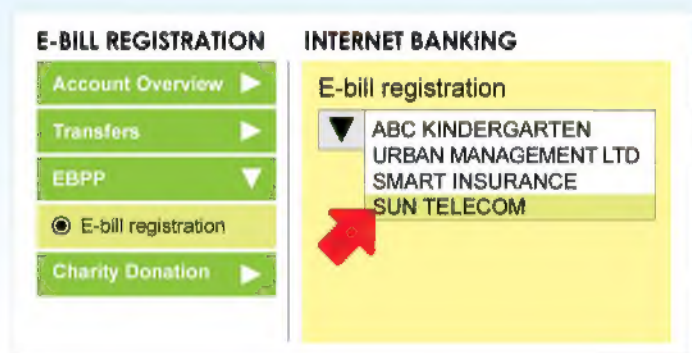 E-BILL REGISTRATION
Account Overview
Transfers
EBPP
E-bill registration
Charity Donation
INTERNET BANKING
E-bill registration
ABC KINDERGARTEN
URBAN MANAGEMENT LTD
SMART INSURANCE
SUN TELECOM